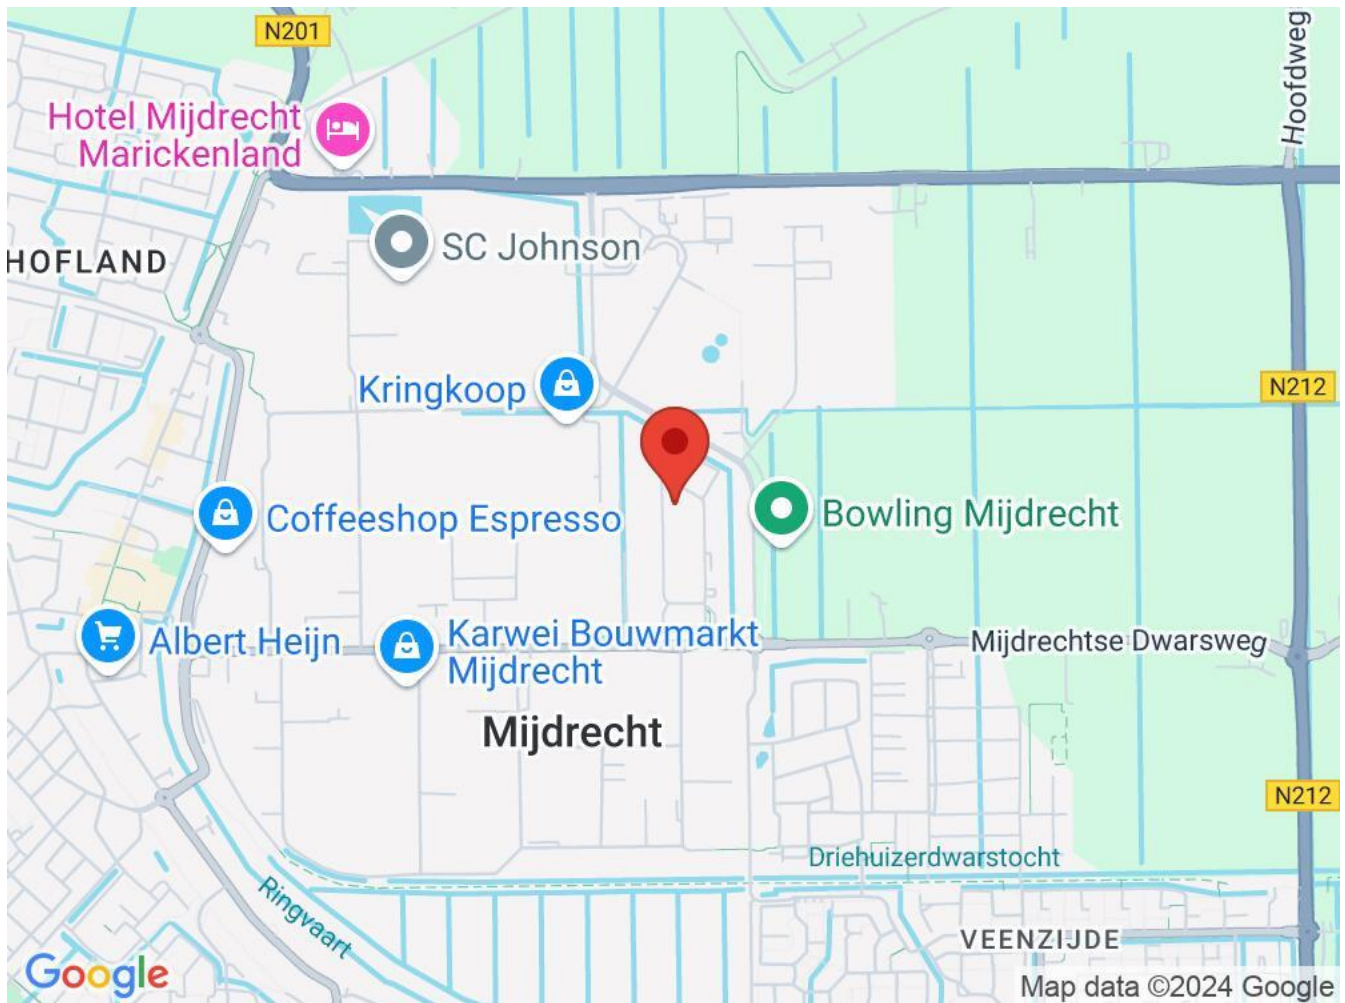 N201
Hoofdweg
Hotel Mijdrecht
Marickenland
SC Johnson
HOFLAND
Kringkoop
N212
Coffeeshop Espresso
Bowling Mijdrecht
Albert Heijn
Karwei Bouwmarkt
Mijdrecht
Mijdrechtse Dwarsweg
Mijdrecht
N212
Driehuizerdwarstocht
Ringvaart
VEENZIJDE
Google
Map data ©2024 Google